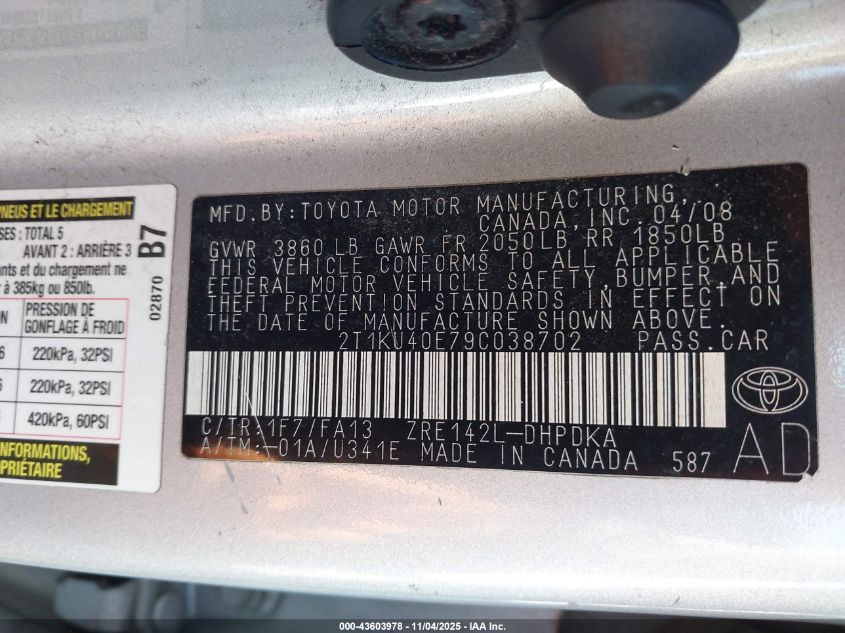 PNEUS ET LE CHARGEMENT
TOTAL 5
AVANT 2 : ARRIÈRE 3
et du chargement ne
à 385kg ou 850lb.
B7
02870
PRESSION DE
GONFLAGE À FROID
220kPa, 32PSI
220kPa, 32PSI
420kPa, 60PSI
D'INFORMATIONS,
PROPRIÉTAIRE
MFD.BY:TOYOTA MOTOR MANUFACTURING,
CANADA, INC. 04/08
GVWR 3860 LB GAWR FR 2050LB RR 1850LB
THIS VEHICLE CONFORMS TO ALL APPLICABLE
FEDERAL MOTOR VEHICLE SAFETY,BUMPER,AND
THEFT PREVENTION STANDARDS IN EFFECT ON
THE DATE OF MANUFACTURE SHOWN ABOVE.
2T1KU40E79C038702 PASS.CAR
C/TR:1F7/FA13 ZRE142L-DHPDKA
A/TM:-01A/U341E MADE IN CANADA 587
AD
000-43603978 - 11/04/2025 - IAA Inc.